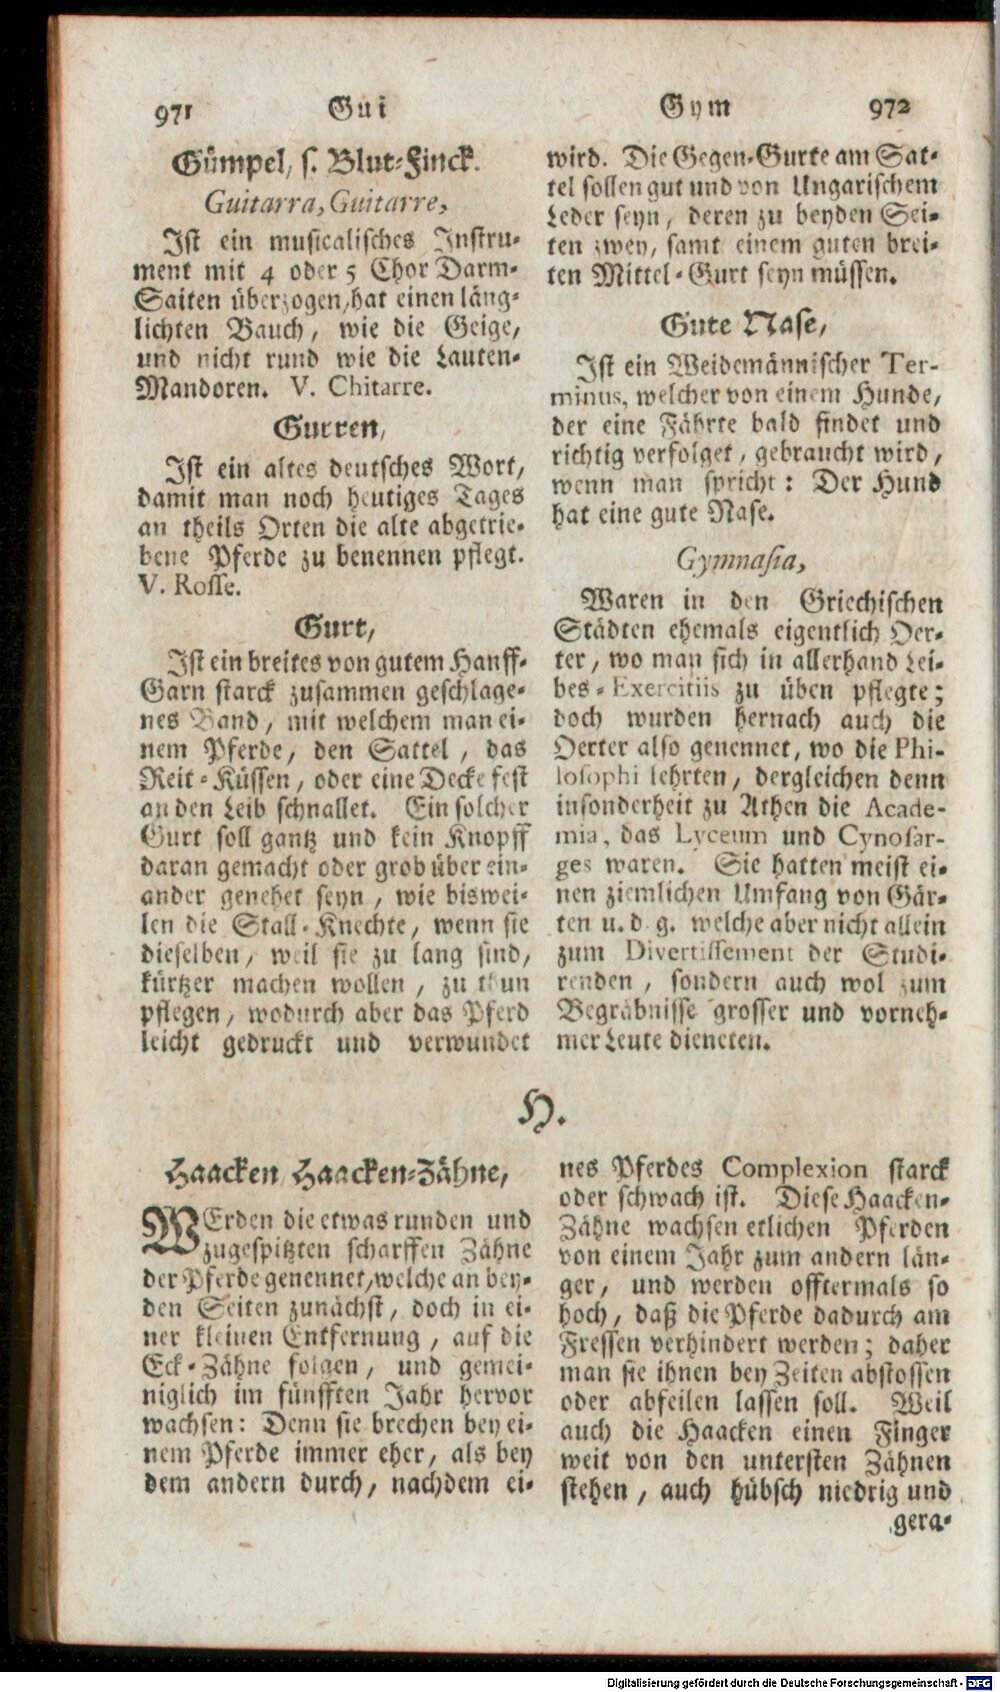 971 Gui
Gümpel, s. Blut-Finck.
Guitarra, Guitarre,
Ist ein musicalisches Instru-
ment mit 4 oder 5 Chor Darm-
Saiten überzogen, hat einen läng-
lichten Bauch, wie die Geige,
und nicht rund wie die Lauten-
Mandoren. V. Chitarre.
Gurren,
Ist ein altes deutsches Wort,
damit man noch heutiges Tages
an theils Orten die alte abgetrie-
bene Pferde zu benennen pflegt.
V. Rosse.
Gurt,
Ist ein breites von gutem Hanff-
Garn starck zusammen geschlage-
nes Band, mit welchem man ei-
nem Pferde, den Sattel, das
Reit-Küssen, oder eine Decke fest
an den Leib schnallet. Ein solcher
Gurt soll gantz und kein Knopff
daran gemacht oder grob über ein-
ander genehet seyn, wie biswei-
len die Stall-Knechte, wenn sie
dieselben, weil sie zu lang sind,
kürtzer machen wollen, zu thun
pflegen, wodurch aber das Pferd
leicht gedruckt und verwundet
Gym 972
wird. Die Gegen-Gurte am Sat-
tel sollen gut und von Ungarischem
Leder seyn, deren zu beyden Sei-
ten zwey, samt einem guten brei-
ten Mittel-Gurt seyn müssen.
Gute Nase,
Ist ein Weidemännischer Ter-
minus, welcher von einem Hunde,
der eine Fährte bald findet und
richtig verfolget, gebraucht wird,
wenn man spricht: Der Hund
hat eine gute Nase.
Gymnasia,
Waren in den Griechischen
Städten ehemals eigentlich Oer-
ter, wo man sich in allerhand Lei-
bes-Exercitiis zu üben pflegte;
doch wurden hernach auch die
Oerter also genennet, wo die Phi-
losophi lehrten, dergleichen denn
insonderheit zu Athen die Acade-
mia, das Lyceum und Cynosar-
ges waren. Sie hatten meist ei-
nen ziemlichen Umfang von Gär-
ten u. d. g. welche aber nicht allein
zum Divertissement der Studi-
renden, sondern auch wol zum
Begräbnisse grosser und vorneh-
mer Leute dieneten.
H.
Haacken, Haacken-Zähne,
WErden die etwas runden und
zugespitzten scharffen Zähne
der Pferde genennet, welche an bey-
den Seiten zunächst, doch in ei-
ner kleinen Entfernung, auf die
Eck-Zähne folgen, und gemei-
niglich im fünfften Jahr hervor
wachsen: Denn sie brechen bey ei-
nem Pferde immer eher, als bey
dem andern durch, nachdem ei-
nes Pferdes Complexion starck
oder schwach ist. Diese Haacken-
Zähne wachsen etlichen Pferden
von einem Jahr zum andern län-
ger, und werden offtermals so
hoch, daß die Pferde dadurch am
Fressen verhindert werden; daher
man sie ihnen bey Zeiten abstossen
oder abfeilen lassen soll. Weil
auch die Haacken einen Finger
weit von den untersten Zähnen
stehen, auch hübsch niedrig und
gera-
Digitalisierung gefördert durch die Deutsche Forschungsgemeinschaft - DFG